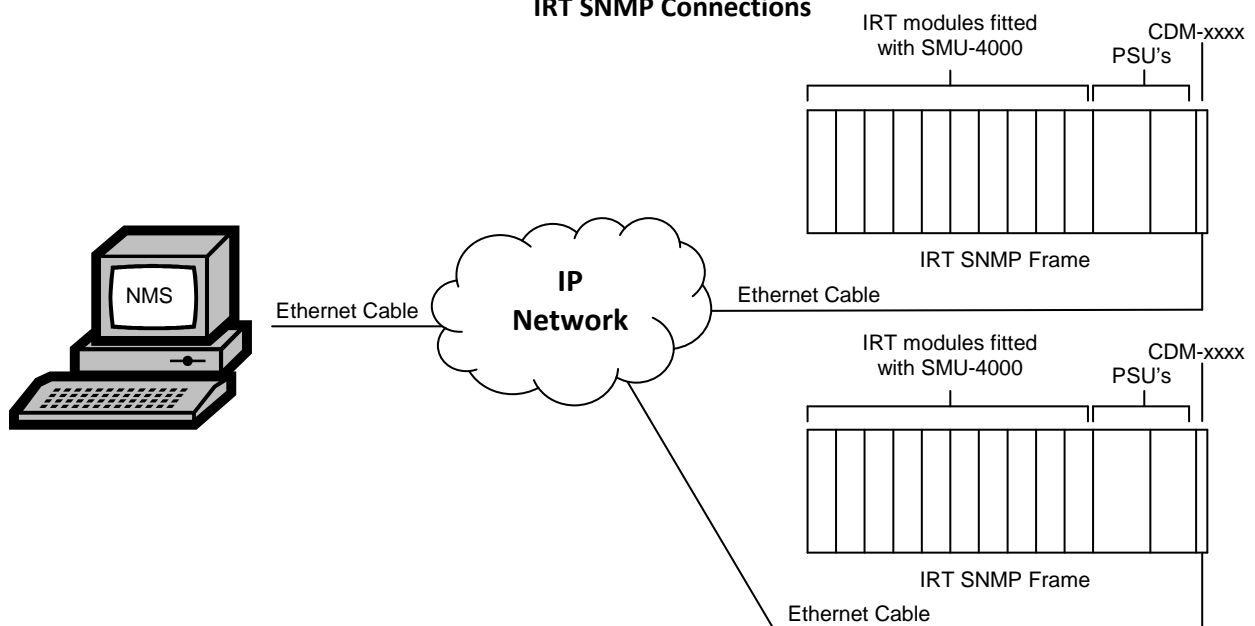 IRT SNMP Connections
IRT modules fitted
with SMU-4000
CDM-xxxx
PSU's
IRT SNMP Frame
NMS
Ethernet Cable
IP
Network
Ethernet Cable
IRT modules fitted
with SMU-4000
CDM-xxxx
PSU's
IRT SNMP Frame
Ethernet Cable